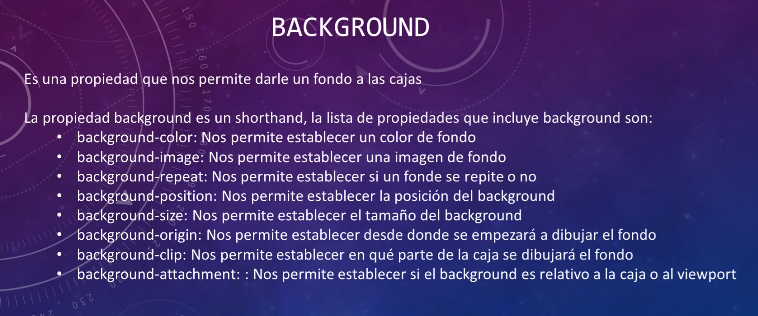 BACKGROUND
Es una propiedad que nos permite darle un fondo a las cajas
La propiedad background es un shorthand, la lista de propiedades que incluye background son:
• background-color: Nos permite establecer un color de fondo
• background-image: Nos permite establecer una imagen de fondo
• background-repeat: Nos permite establecer si un fonde se repite o no
• background-position: Nos permite establecer la posición del background
• background-size: Nos permite establecer el tamaño del background
• background-origin: Nos permite establecer desde donde se empezará a dibujar el fondo
• background-clip: Nos permite establecer en qué parte de la caja se dibujará el fondo
• background-attachment: : Nos permite establecer si el background es relativo a la caja o al viewport
150
160
170